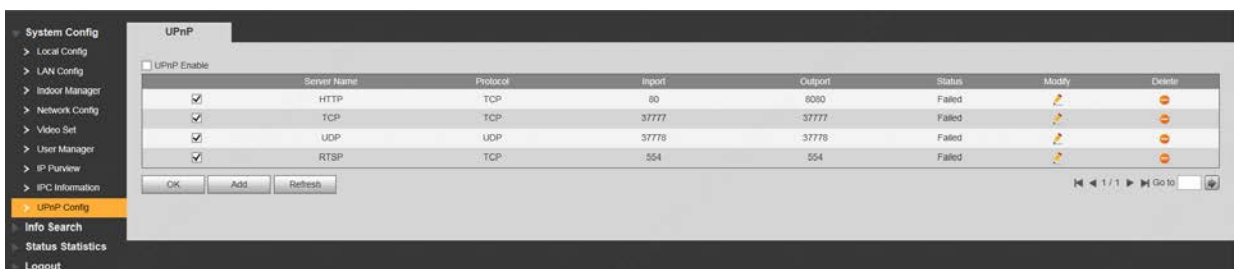 System Config
Local Config
LAN Config
Indoor Manager
Network Config
Video Set
User Manager
IP Purview
IPC Information
UPnP Config
Info Search
Status Statistics
Logout
UPnP
UPnP Enable
Server Name Protocol Inport Outport Status Modify Delete
HTTP TCP 80 8080 Failed
TCP TCP 37777 37777 Failed
UDP UDP 37778 37778 Failed
RTSP TCP 554 554 Failed
OK Add Refresh 1 / 1 Go to